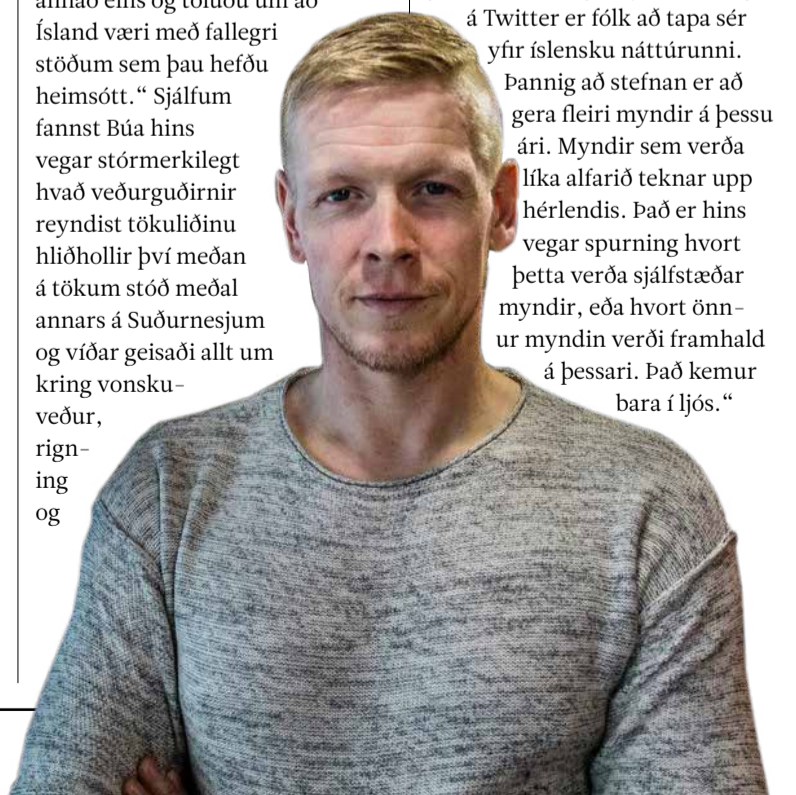 annað eins og töluðu um að
Ísland væri með fallegri
stöðum sem þau hefðu
heimsótt.“ Sjálfum
fannst Búa hins
vegar stórmerkilegt
hvað veðurguðirnir
reyndist tökuliðinu
hliðhollir því meðan
á tökum stóð meðal
annars á Suðurnesjum
og víðar geisaði allt um
kring vonsku-
veður,
rign-
ing
og
á Twitter er fólk að tapa sér
yfir íslensku náttúrunni.
Þannig að stefnan er að
gera fleiri myndir á þessu
ári. Myndir sem verða
líka alfarið teknar upp
hérlendis. Það er hins
vegar spurning hvort
þetta verða sjálfstæðar
myndir, eða hvort önn-
ur myndin verði framhald
á þessari. Það kemur
bara í ljós.“